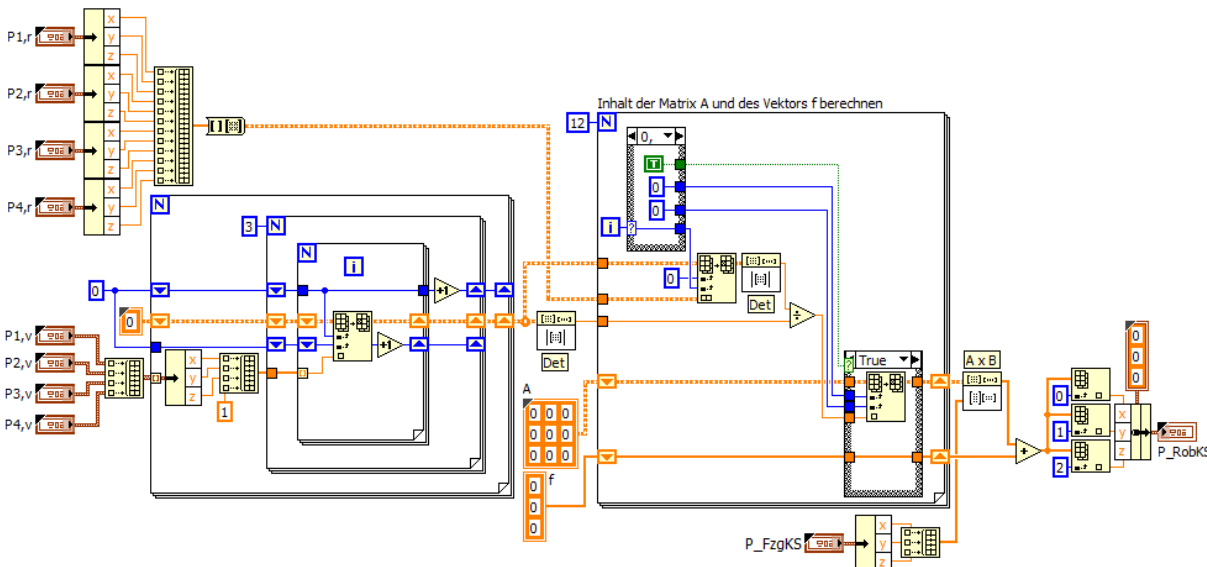 P1,r
x
y
z
P2,r
x
y
z
P3,r
x
y
z
P4,r
x
y
z
Inhalt der Matrix A und des Vektors f berechnen
12 N
0,
T
0
0
i
?
0
Det
True
?
N
3 N
N
i
0
+1
0
+1
Det
P1,v
P2,v
P3,v
P4,v
x
y
z
1
A
0 0 0
0 0 0
0 0 0
f
0
0
0
A x B
0
0
0
0
1
2
x
y
z
P_RobKS
P_FzgKS
x
y
z